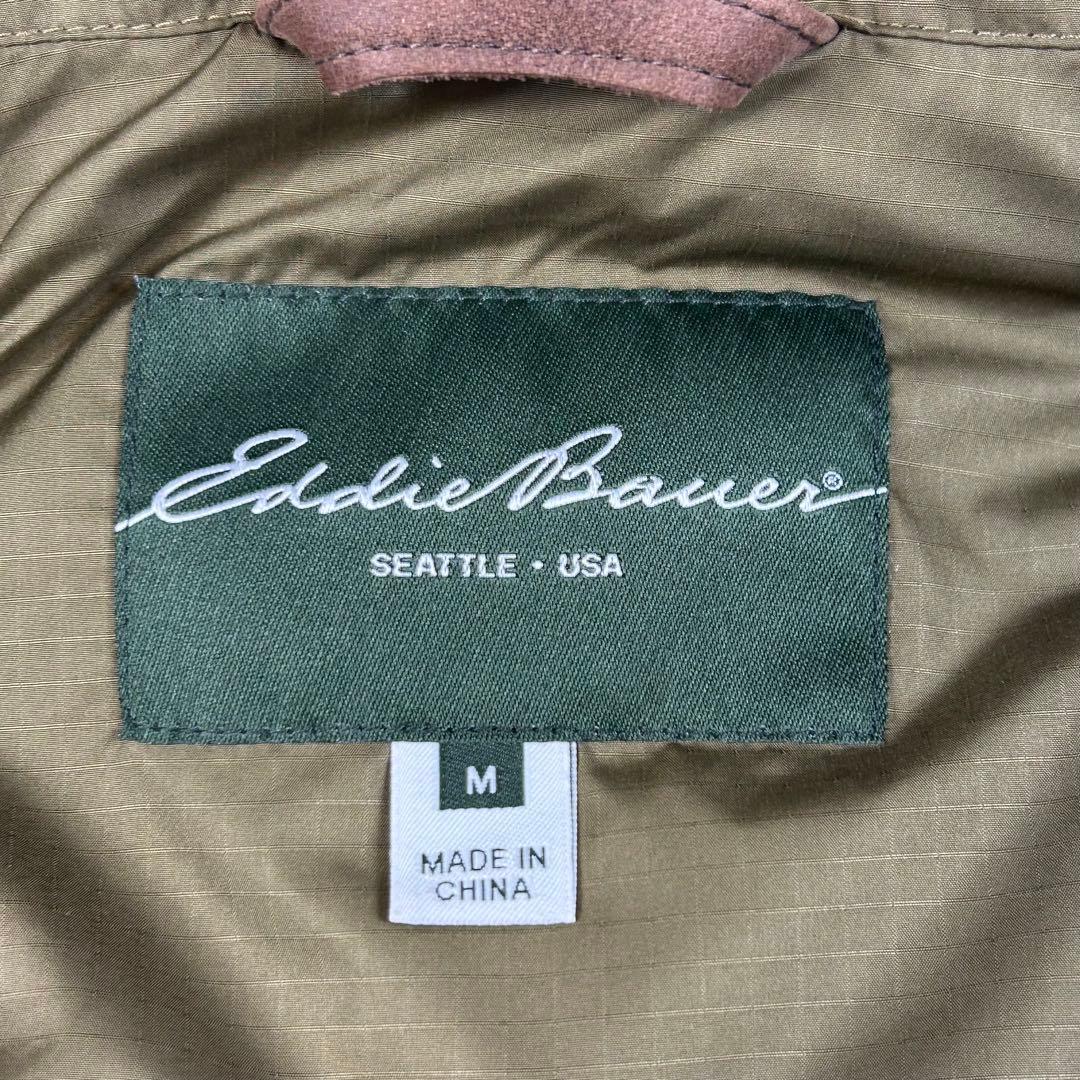 Eddie Bauer®
SEATTLE · USA
M
MADE IN
CHINA